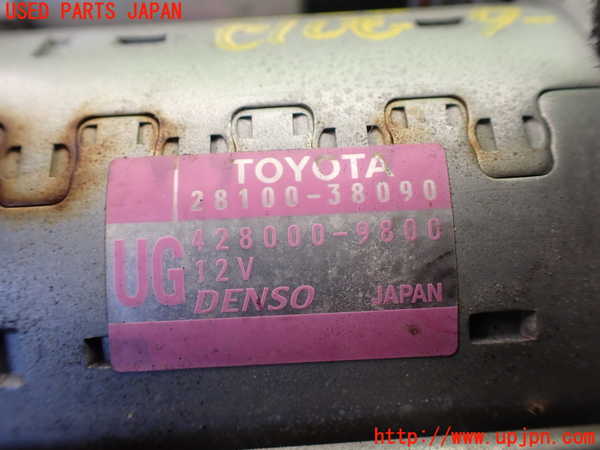 USED PARTS JAPAN
TOYOTA
28100-38090
UG
428000-9800
12V
DENSO JAPAN
http://www.upjpn.com/